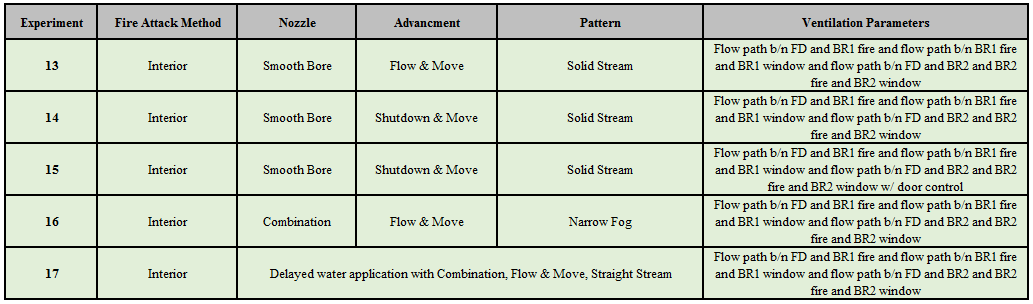 Experiment Fire Attack Method Nozzle Advancment Pattern Ventilation Parameters
13 Interior Smooth Bore Flow & Move Solid Stream Flow path b/n FD and BR1 fire and flow path b/n BR1 fire
and BR1 window and flow path b/n FD and BR2 and BR2
fire and BR2 window
14 Interior Smooth Bore Shutdown & Move Solid Stream Flow path b/n FD and BR1 fire and flow path b/n BR1 fire
and BR1 window and flow path b/n FD and BR2 and BR2
fire and BR2 window
15 Interior Smooth Bore Shutdown & Move Solid Stream Flow path b/n FD and BR1 fire and flow path b/n BR1 fire
and BR1 window and flow path b/n FD and BR2 and BR2
fire and BR2 window w/ door control
16 Interior Combination Flow & Move Narrow Fog Flow path b/n FD and BR1 fire and flow path b/n BR1 fire
and BR1 window and flow path b/n FD and BR2 and BR2
fire and BR2 window
17 Interior Delayed water application with Combination, Flow & Move, Straight Stream Flow path b/n FD and BR1 fire and flow path b/n BR1 fire
and BR1 window and flow path b/n FD and BR2 and BR2
fire and BR2 window